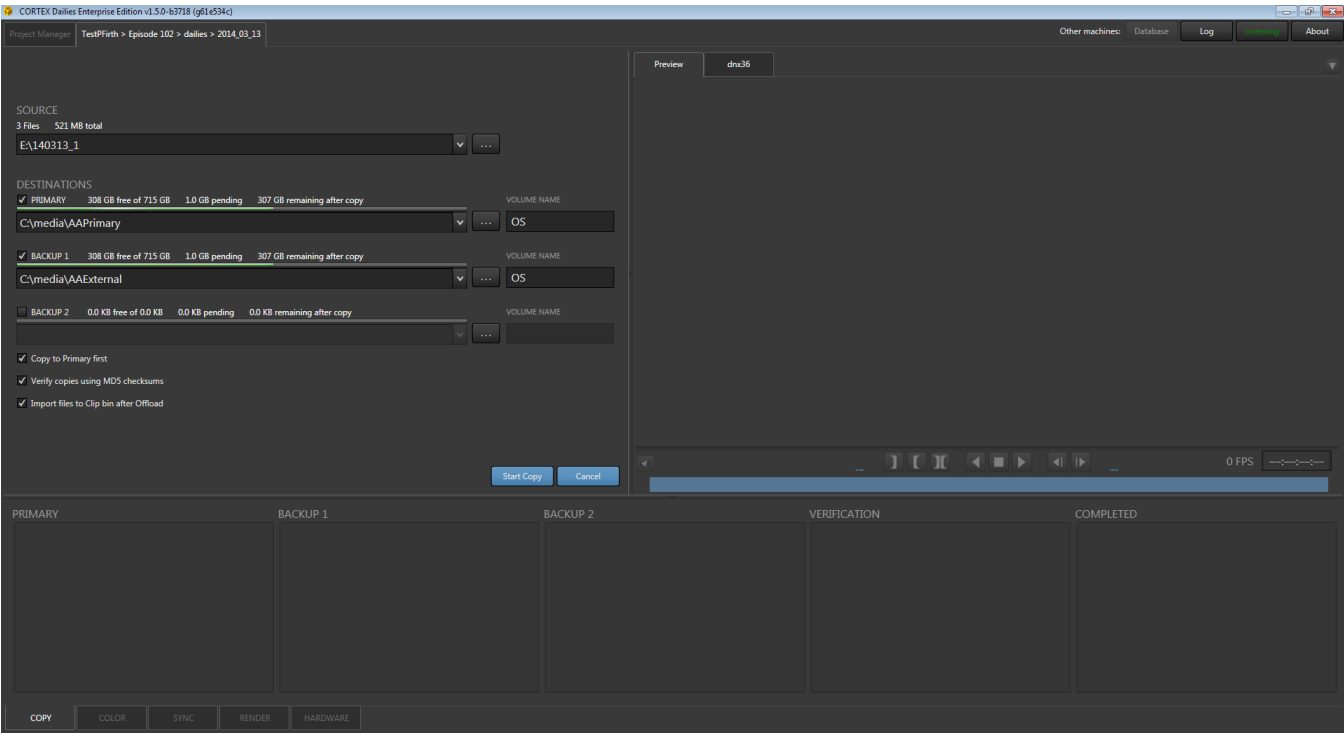 CORTEX Dailies Enterprise Edition v1.5.0-b3718 (g61e534c)
Project Manager TestPFirth > Episode 102 > dailies > 2014_03_13 Other machines: Database Log Licensing About
Preview dnx36
SOURCE
3 Files 521 MB total
E:\140313_1 ...
DESTINATIONS
PRIMARY 308 GB free of 715 GB 1.0 GB pending 307 GB remaining after copy VOLUME NAME
C:\media\AAPrimary ... OS
BACKUP 1 308 GB free of 715 GB 1.0 GB pending 307 GB remaining after copy VOLUME NAME
C:\media\AAExternal ... OS
BACKUP 2 0.0 KB free of 0.0 KB 0.0 KB pending 0.0 KB remaining after copy VOLUME NAME
...
Copy to Primary first
Verify copies using MD5 checksums
Import files to Clip bin after Offload
Start Copy Cancel
__ __ 0 FPS --:--:--:--
PRIMARY BACKUP 1 BACKUP 2 VERIFICATION COMPLETED
COPY COLOR SYNC RENDER HARDWARE